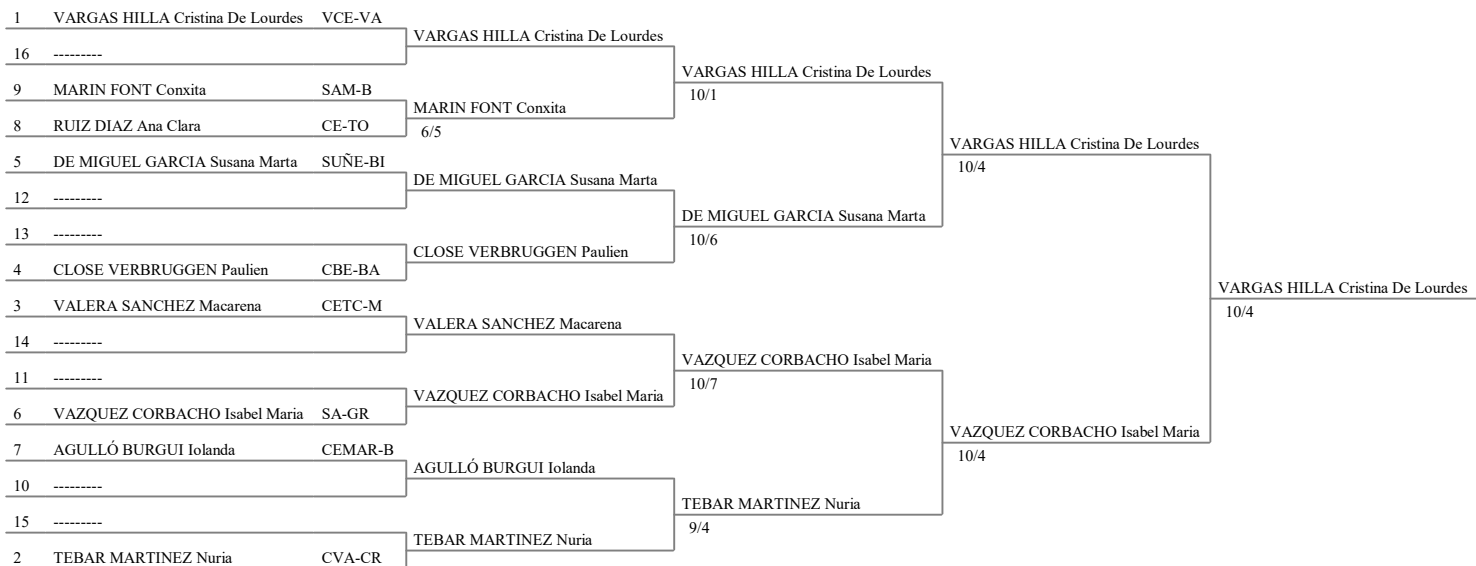 1 VARGAS HILLA Cristina De Lourdes VCE-VA
VARGAS HILLA Cristina De Lourdes
16 ---------
VARGAS HILLA Cristina De Lourdes
9 MARIN FONT Conxita SAM-B
10/1
MARIN FONT Conxita
8 RUIZ DIAZ Ana Clara CE-TO
6/5
VARGAS HILLA Cristina De Lourdes
5 DE MIGUEL GARCIA Susana Marta SUÑE-BI
10/4
DE MIGUEL GARCIA Susana Marta
12 ---------
DE MIGUEL GARCIA Susana Marta
13 ---------
10/6
CLOSE VERBRUGGEN Paulien
4 CLOSE VERBRUGGEN Paulien CBE-BA
VARGAS HILLA Cristina De Lourdes
3 VALERA SANCHEZ Macarena CETC-M
10/4
VALERA SANCHEZ Macarena
14 ---------
VAZQUEZ CORBACHO Isabel Maria
11 ---------
10/7
VAZQUEZ CORBACHO Isabel Maria
6 VAZQUEZ CORBACHO Isabel Maria SA-GR
VAZQUEZ CORBACHO Isabel Maria
7 AGULLÓ BURGUI Iolanda CEMAR-B
10/4
AGULLÓ BURGUI Iolanda
10 ---------
TEBAR MARTINEZ Nuria
15 ---------
9/4
TEBAR MARTINEZ Nuria
2 TEBAR MARTINEZ Nuria CVA-CR